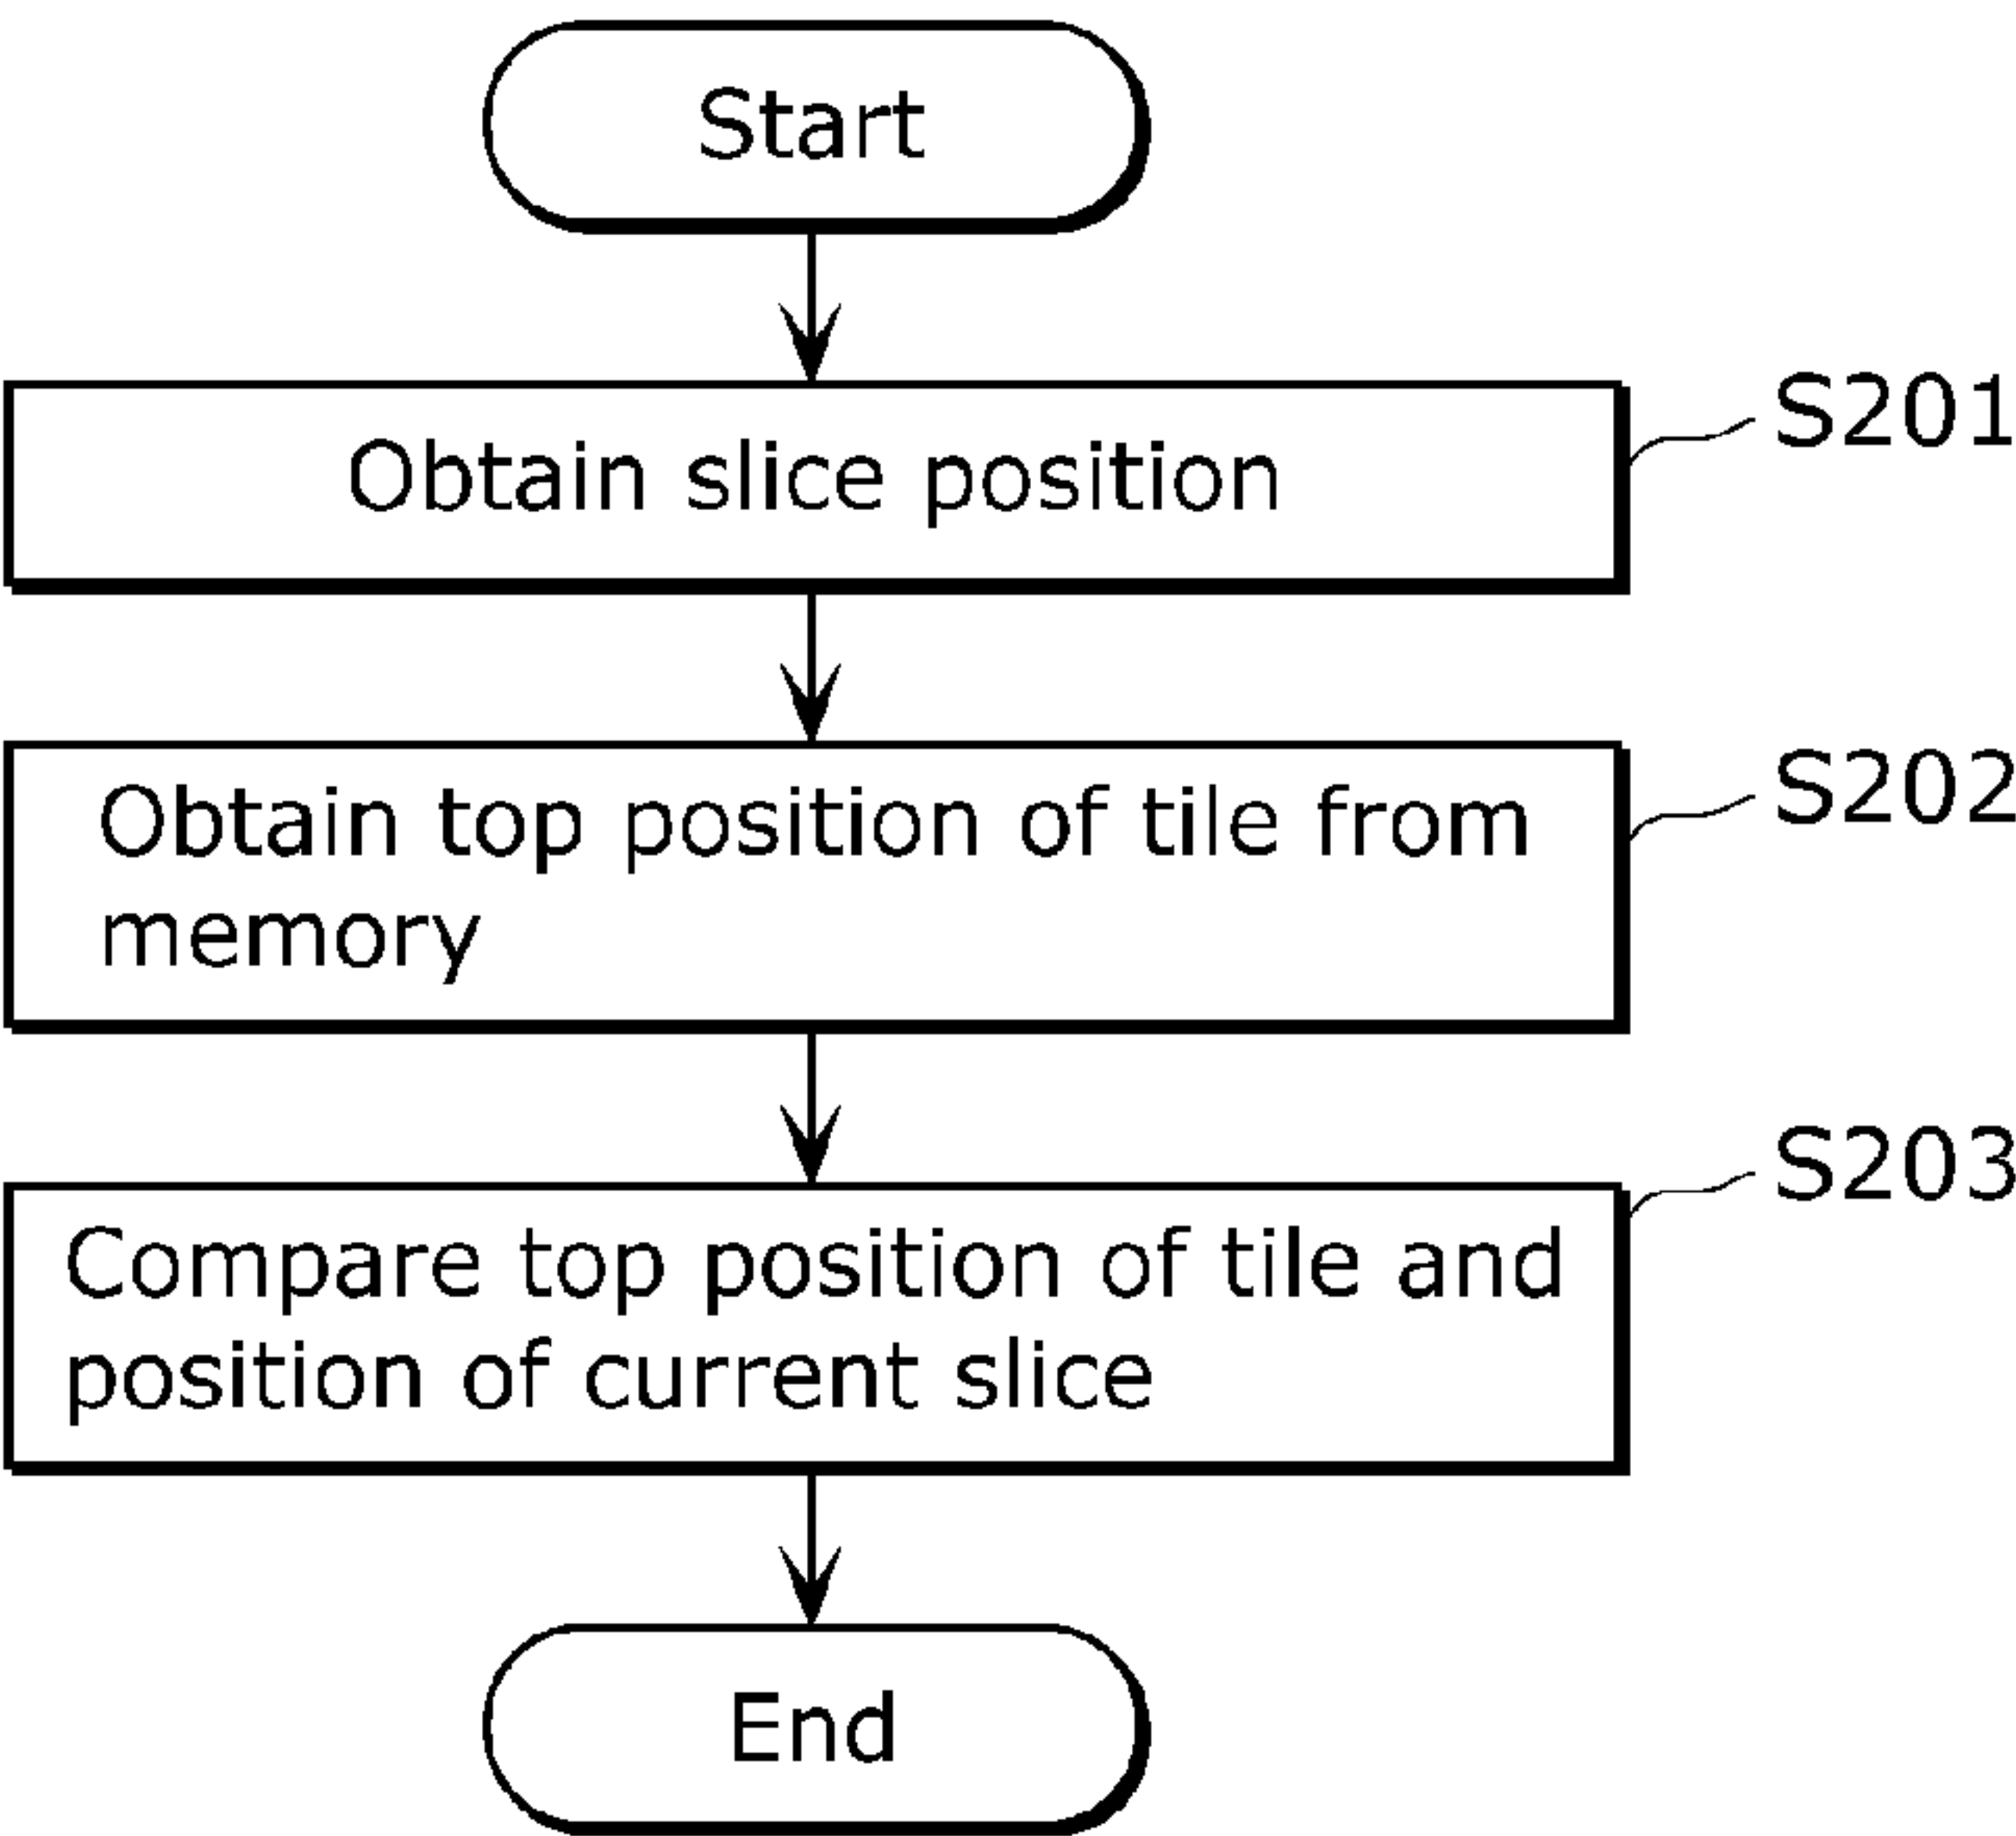 Start
S201
Obtain slice position
S202
Obtain top position of tile from
memory
S203
Compare top position of tile and
position of current slice
End